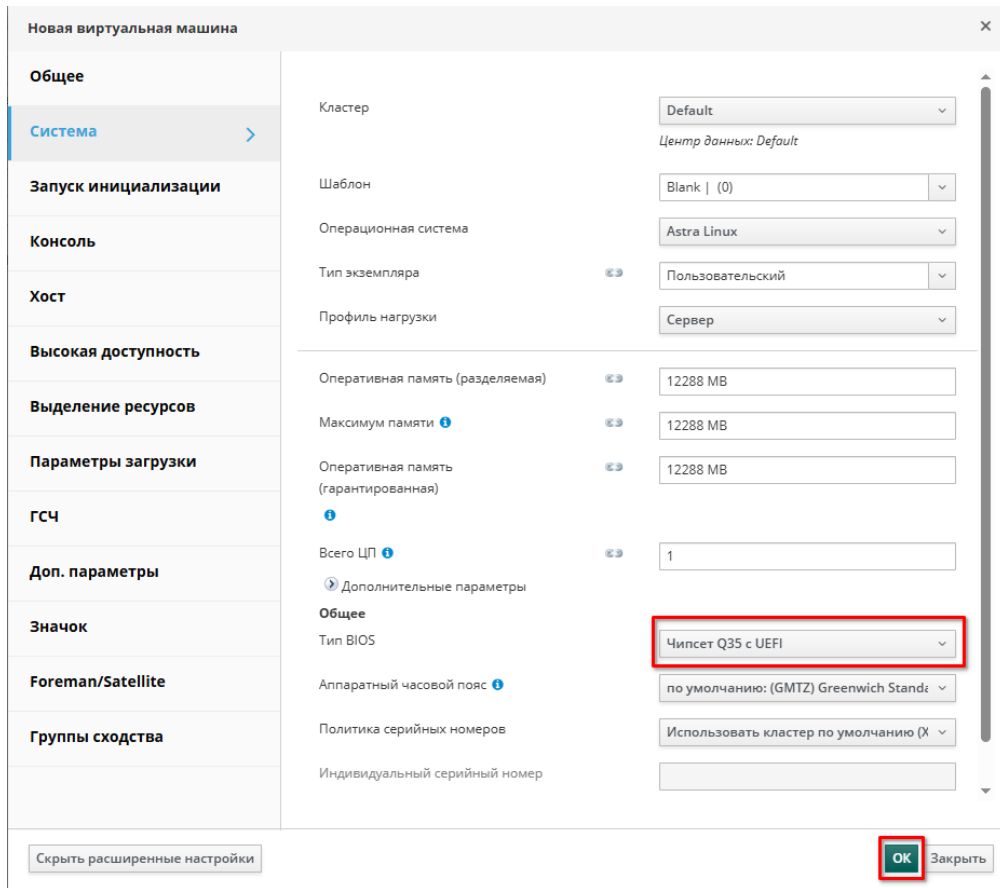 Новая виртуальная машина
Общее
Система
Запуск инициализации
Консоль
Хост
Высокая доступность
Выделение ресурсов
Параметры загрузки
ГСЧ
Доп. параметры
Значок
Foreman/Satellite
Группы сходства
Кластер
Default
Центр данных: Default
Шаблон
Blank | (0)
Операционная система
Astra Linux
Тип экземпляра
Пользовательский
Профиль нагрузки
Сервер
Оперативная память (разделяемая)
12288 MB
Максимум памяти
12288 MB
Оперативная память
(гарантированная)
12288 MB
Всего ЦП
1
Дополнительные параметры
Общее
Тип BIOS
Чипсет Q35 с UEFI
Аппаратный часовой пояс
по умолчанию: (GMTZ) Greenwich Standa
Политика серийных номеров
Использовать кластер по умолчанию (X
Индивидуальный серийный номер
Скрыть расширенные настройки
ОК
Закрыть